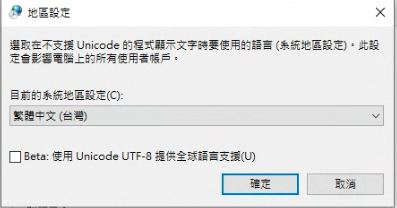 地區設定
選取在不支援 Unicode 的程式顯示文字時要使用的語言 (系統地區設定)。此設
定會影響電腦上的所有使用者帳戶。
目前的系統地區設定(C):
繁體中文 (台灣)
Beta: 使用 Unicode UTF-8 提供全球語言支援(U)
確定 取消